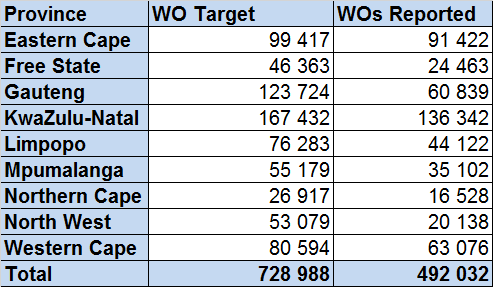 Province WO Target WOs Reported
Eastern Cape 99 417 91 422
Free State 46 363 24 463
Gauteng 123 724 60 839
KwaZulu-Natal 167 432 136 342
Limpopo 76 283 44 122
Mpumalanga 55 179 35 102
Northern Cape 26 917 16 528
North West 53 079 20 138
Western Cape 80 594 63 076
Total 728 988 492 032